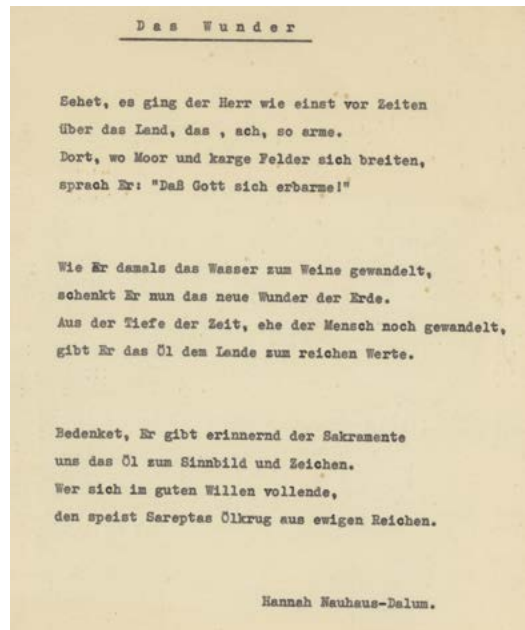 Das Wunder
Sehet, es ging der Herr wie einst vor Zeiten
über das Land, das , ach, so arme.
Dort, wo Moor und karge Felder sich breiten,
sprach Er: "Daß Gott sich erbarme!"
Wie Er damals das Wasser zum Weine gewandelt,
schenkt Er nun das neue Wunder der Erde.
Aus der Tiefe der Zeit, ehe der Mensch noch gewandelt,
gibt Er das Öl dem Lande zum reichen Werte.
Bedenket, Er gibt erinnernd der Sakramente
uns das Öl zum Sinnbild und Zeichen.
Wer sich im guten Willen vollende,
den speist Sareptas Ölkrug aus ewigen Reichen.
Hannah Nauhaus-Dalum.